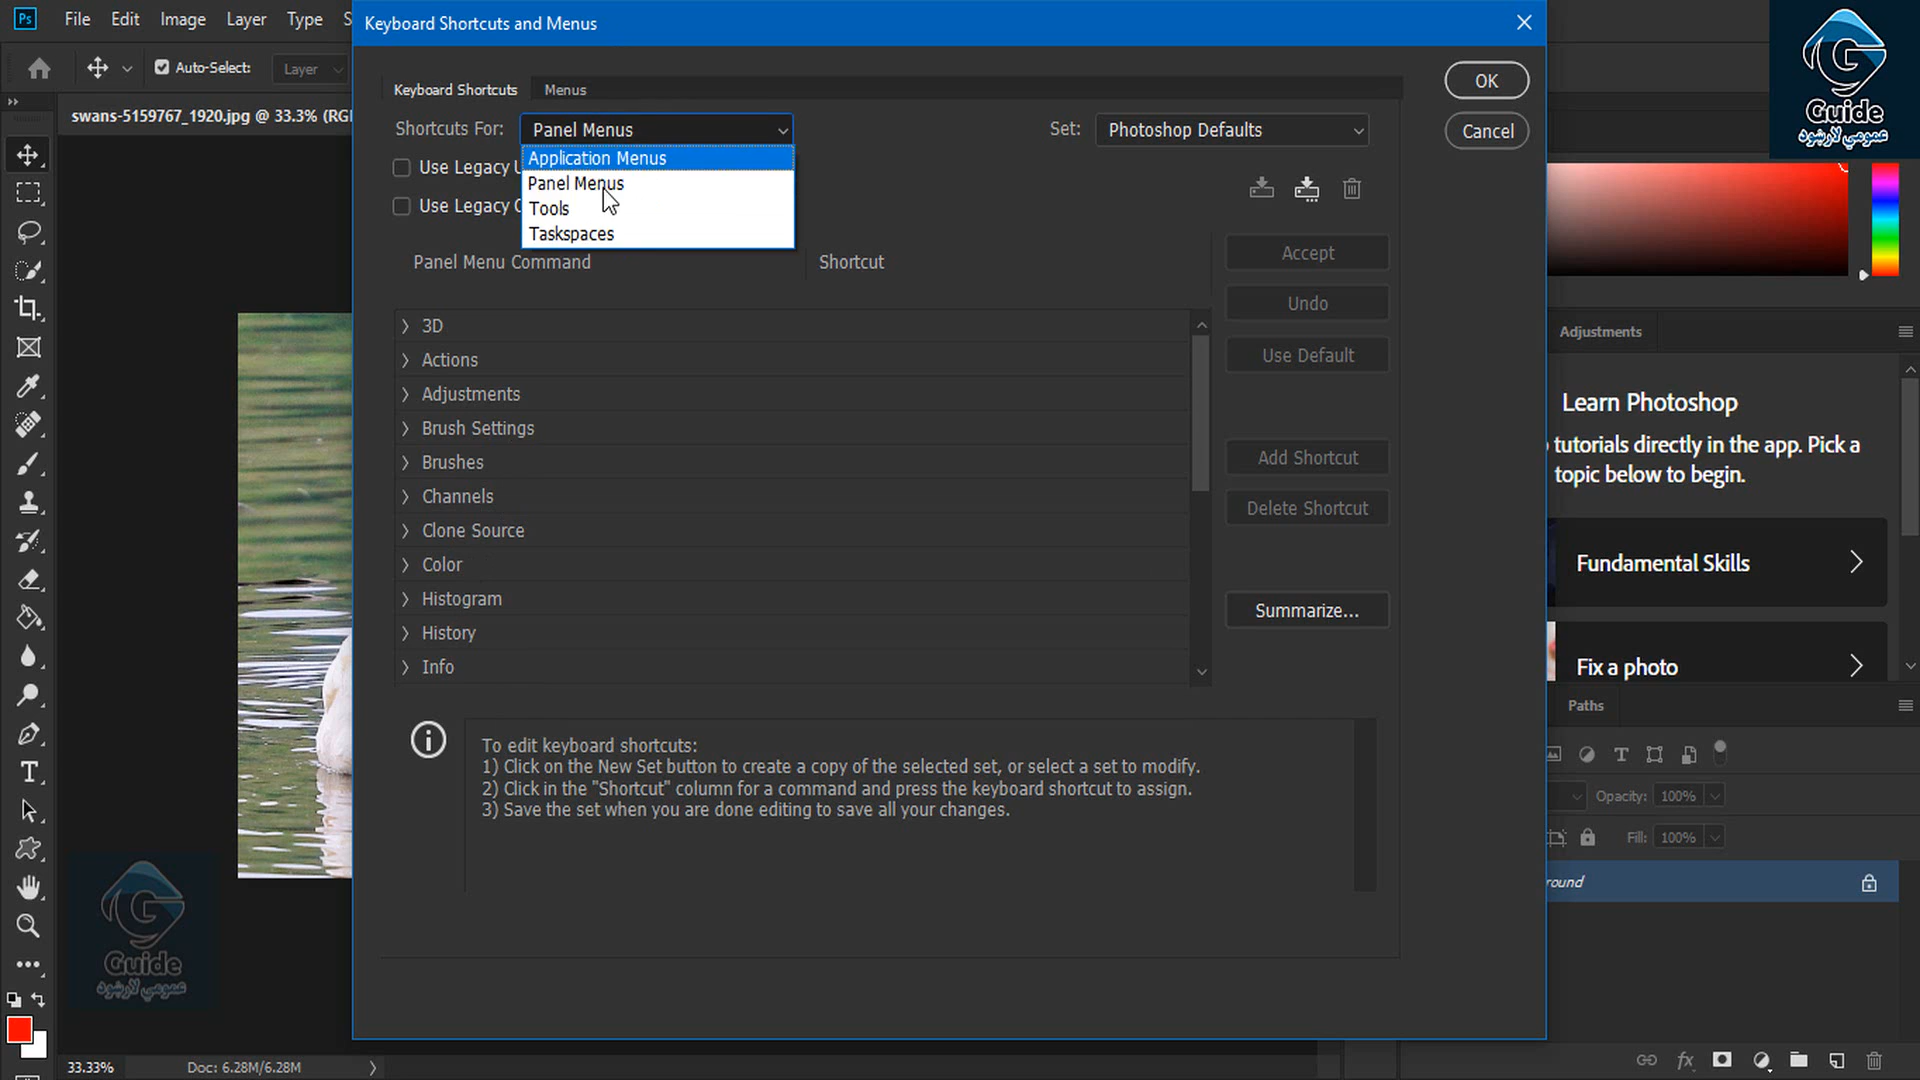 Ps File Edit Image Layer Type S
Keyboard Shortcuts and Menus
Auto-Select: Layer
swans-5159767_1920.jpg @ 33.3% (RG
Keyboard Shortcuts Menus
OK
Cancel
Shortcuts For: Panel Menus
Set: Photoshop Defaults
Application Menus
Panel Menus
Tools
Taskspaces
Use Legacy U
Use Legacy C
Panel Menu Command Shortcut
3D
Actions
Adjustments
Brush Settings
Brushes
Channels
Clone Source
Color
Histogram
History
Info
Accept
Undo
Use Default
Add Shortcut
Delete Shortcut
Summarize...
To edit keyboard shortcuts:
1) Click on the New Set button to create a copy of the selected set, or select a set to modify.
2) Click in the "Shortcut" column for a command and press the keyboard shortcut to assign.
3) Save the set when you are done editing to save all your changes.
G
Guide
عمومي لارښود
Adjustments
Learn Photoshop
tutorials directly in the app. Pick a
topic below to begin.
Fundamental Skills
Fix a photo
Paths
Opacity: 100%
Fill: 100%
round
fx
G
Guide
عمومي لارښود
33.33% Doc: 6.28M/6.28M